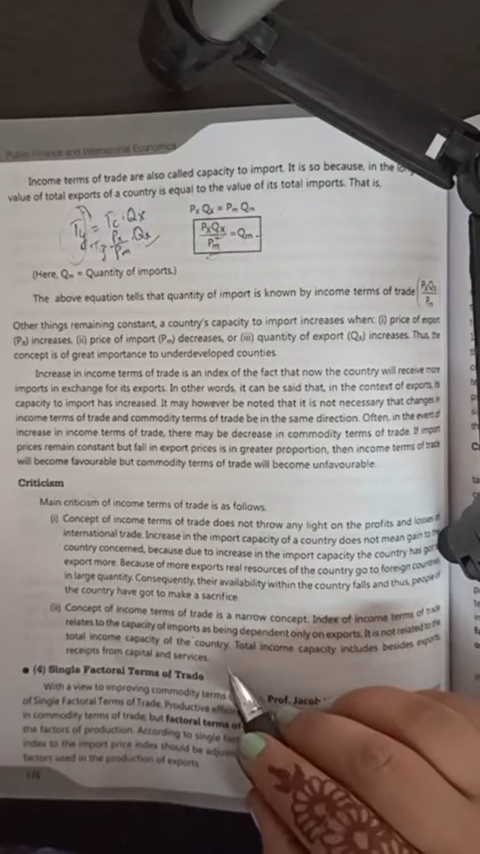 Public Finance and International Economics
Income terms of trade are also called capacity to import. It is so because, in the long
value of total exports of a country is equal to the value of its total imports. That is,
Px Qx = Pm Qm
PxQx/Pm = Qm
Ty = Tc · Qx
Px/Pm · Qx
(Here, Qm = Quantity of imports.)
The above equation tells that quantity of import is known by income terms of trade (PxQx/Pm)
Other things remaining constant, a country's capacity to import increases when: (i) price of export
(Px) increases, (ii) price of import (Pm) decreases, or (iii) quantity of export (Qx) increases. Thus, the
concept is of great importance to underdeveloped counties.
Increase in income terms of trade is an index of the fact that now the country will receive more
imports in exchange for its exports. In other words, it can be said that, in the context of exports, its
capacity to import has increased. It may however be noted that it is not necessary that changes in
income terms of trade and commodity terms of trade be in the same direction. Often, in the event of
increase in income terms of trade, there may be decrease in commodity terms of trade. If import
prices remain constant but fall in export prices is in greater proportion, then income terms of trade
will become favourable but commodity terms of trade will become unfavourable.
Criticism
Main criticism of income terms of trade is as follows.
(i) Concept of income terms of trade does not throw any light on the profits and losses of
international trade. Increase in the import capacity of a country does not mean gain to the
country concerned, because due to increase in the import capacity the country has got
export more. Because of more exports real resources of the country go to foreign countries
in large quantity. Consequently, their availability within the country falls and thus, people of
the country have got to make a sacrifice.
(ii) Concept of income terms of trade is a narrow concept. Index of income terms of trade
relates to the capacity of imports as being dependent only on exports. It is not related to the
total income capacity of the country. Total income capacity includes besides exports
receipts from capital and services.
• (4) Single Factoral Terms of Trade
With a view to improving commodity terms Prof. Jacob
of Single Factoral Terms of Trade. Productive
in commodity terms of trade; but factoral terms of
the factors of production. According to single
index to the import price index should be
factors used in the production of exports.